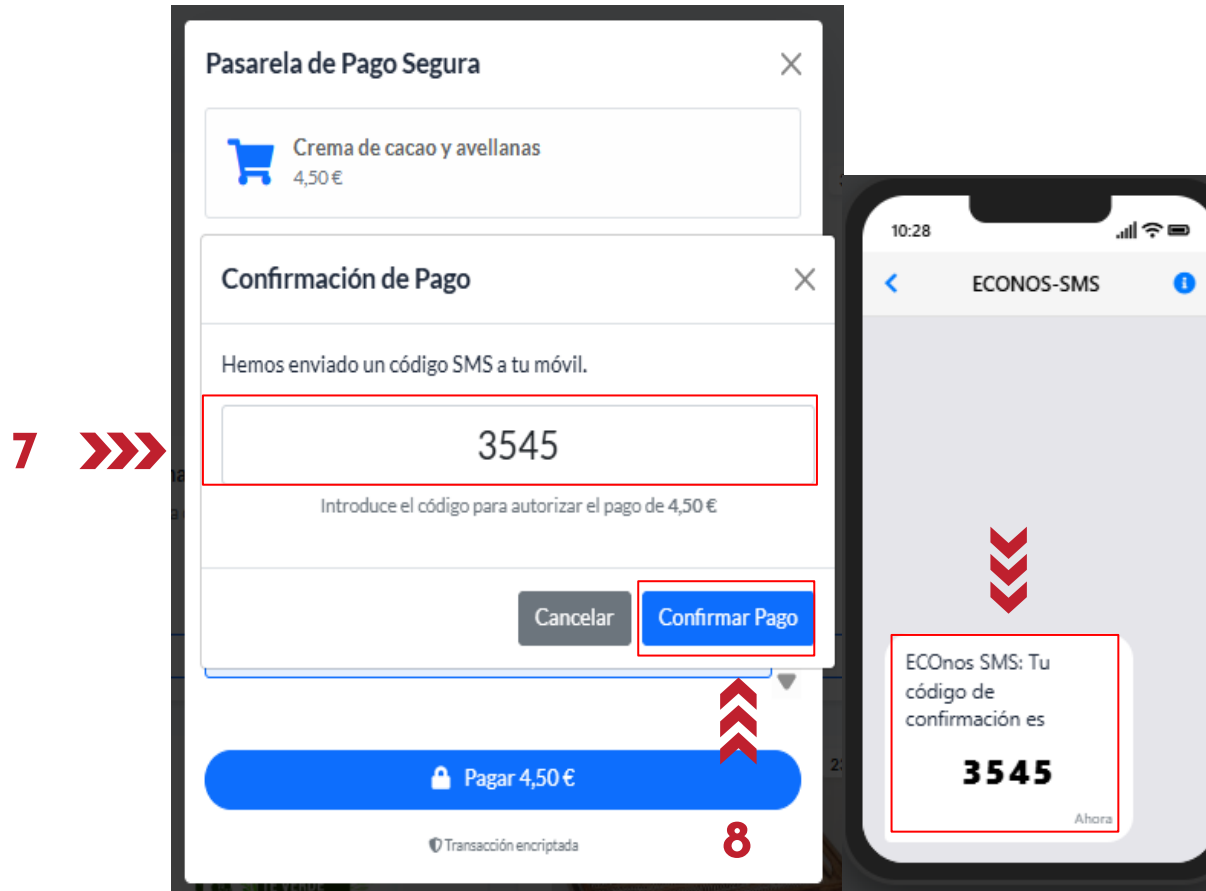 Pasarela de Pago Segura
Crema de cacao y avellanas
4,50 €
Confirmación de Pago
Hemos enviado un código SMS a tu móvil.
7
3545
Introduce el código para autorizar el pago de 4,50 €
Cancelar
Confirmar Pago
Pagar 4,50 €
Transacción encriptada
8
TÉ VERDE
10:28
ECONOS-SMS
ECOnos SMS: Tu
código de
confirmación es
3545
Ahora